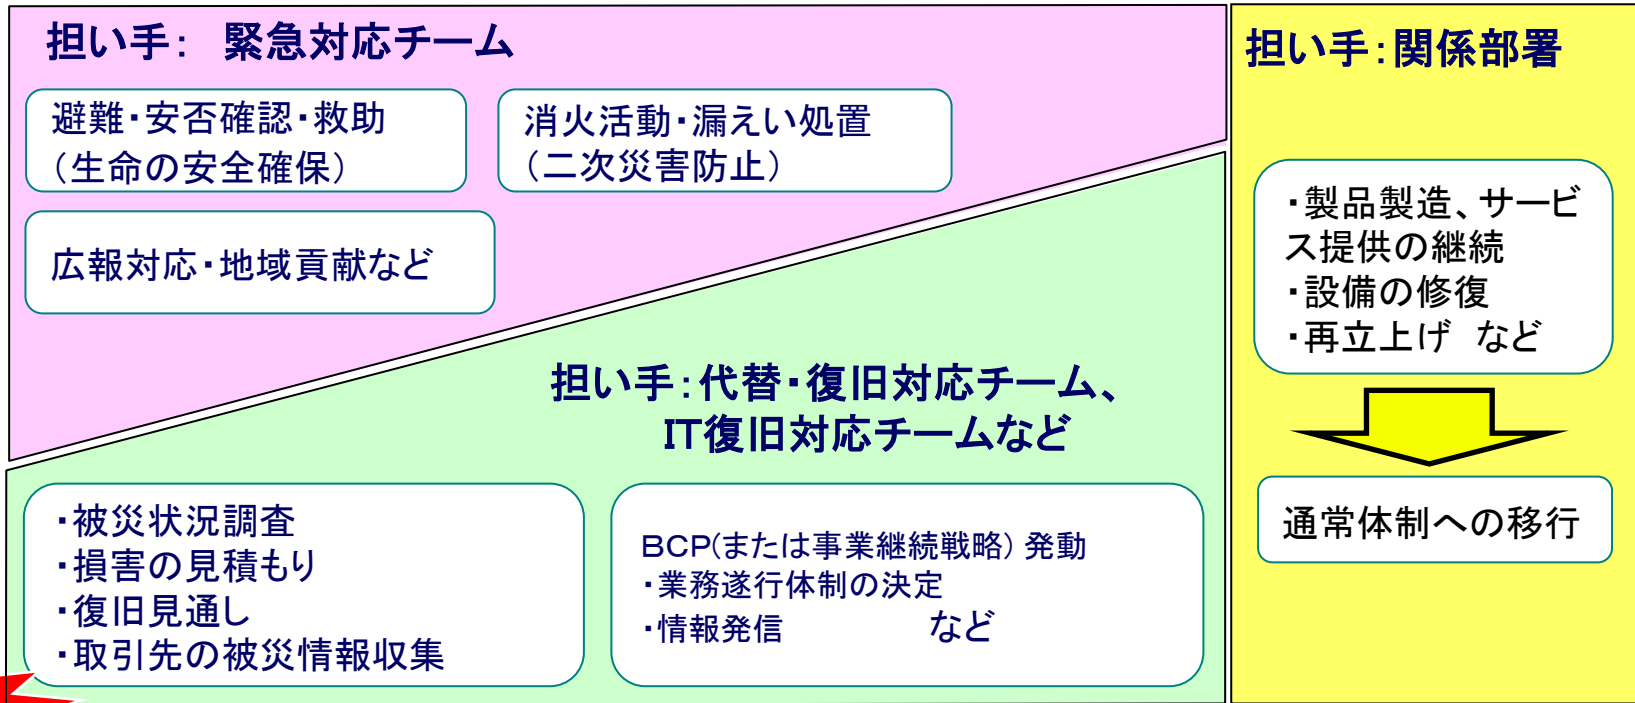 担い手： 緊急対応チーム
避難・安否確認・救助
（生命の安全確保）
消火活動・漏えい処置
（二次災害防止）
広報対応・地域貢献など
担い手：代替・復旧対応チーム、
IT復旧対応チームなど
・被災状況調査
・損害の見積もり
・復旧見通し
・取引先の被災情報収集
ＢＣＰ(または事業継続戦略) 発動
・業務遂行体制の決定
・情報発信 など
担い手：関係部署
・製品製造、サービ
ス提供の継続
・設備の修復
・再立上げ など
通常体制への移行